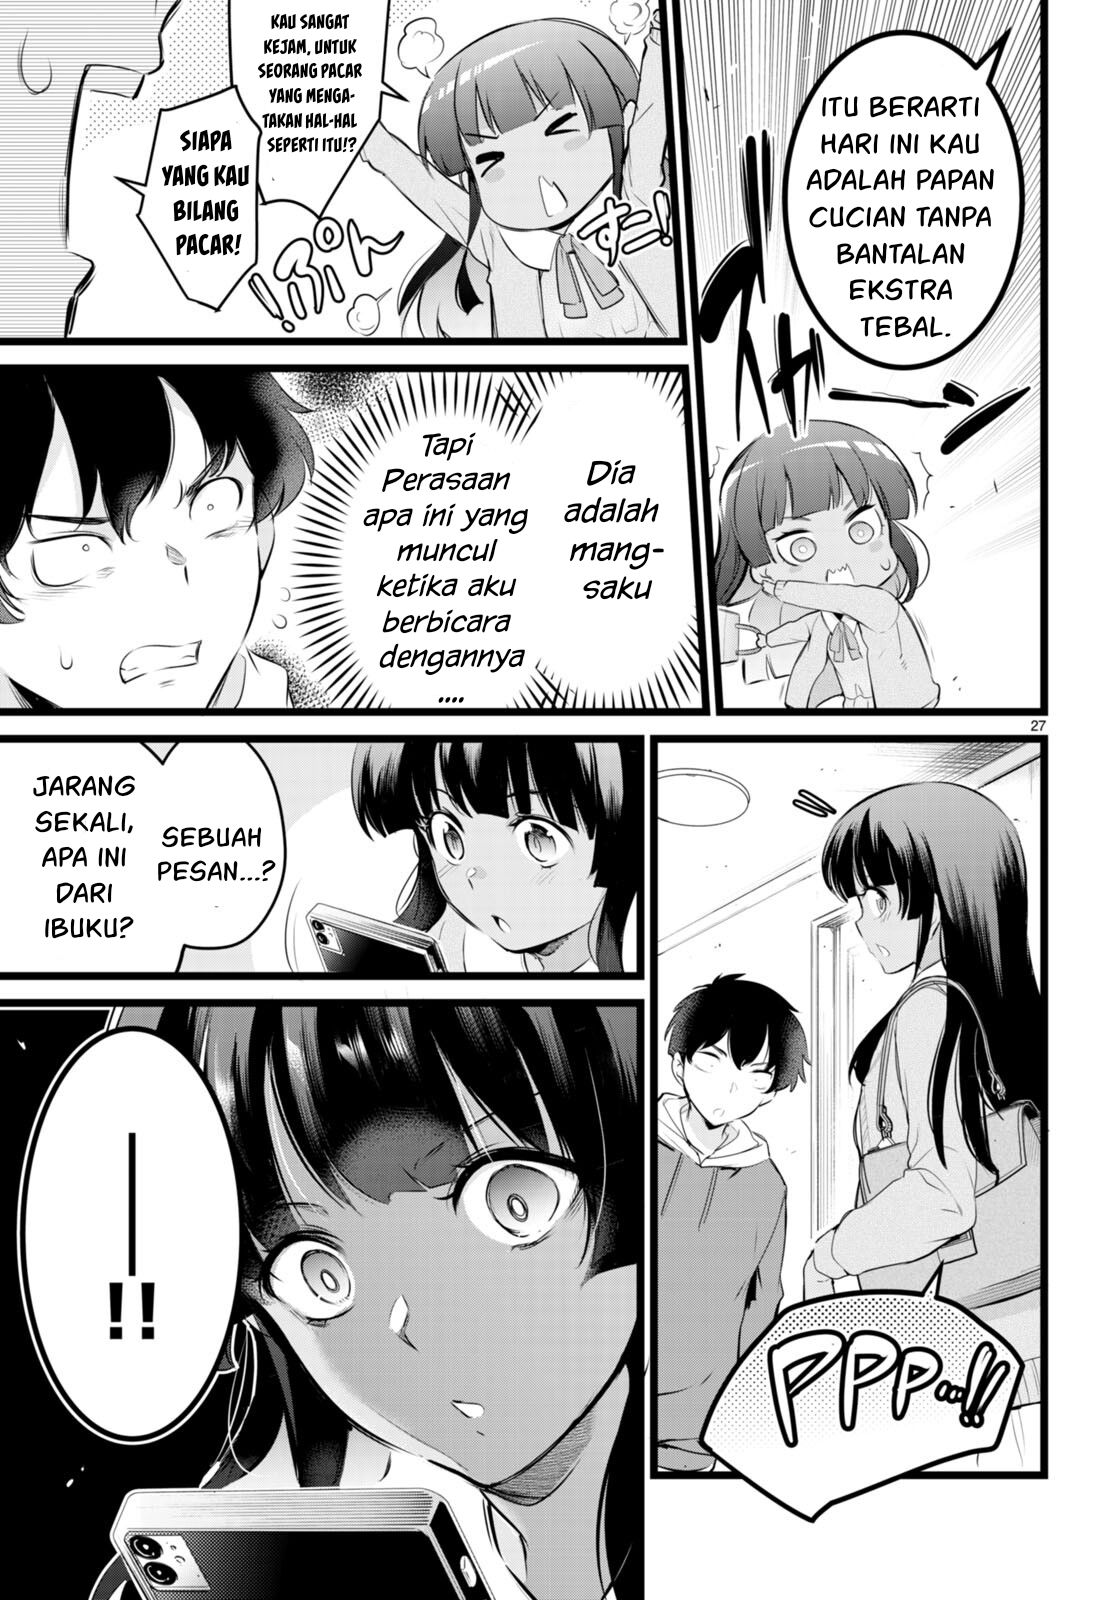 ITU BERARTI
HARI INI KAU
ADALAH PAPAN
CUCIAN TANPA
BANTALAN
EKSTRA
TEBAL.
KAU SANGAT
KEJAM, UNTUK
SEORANG PACAR
YANG MENGA-
TAKAN HAL-HAL
SEPERTI ITU!?
SIAPA
YANG KAU
BILANG
PACAR!
!ぷん
Dia
adalah
mang-
saku
Tapi
Perasaan
apa ini yang
muncul
ketika aku
berbicara
dengannya
....
27
PPP...!!
SEBUAH
PESAN...?
JARANG
SEKALI,
APA INI
DARI
IBUKU?
—!!